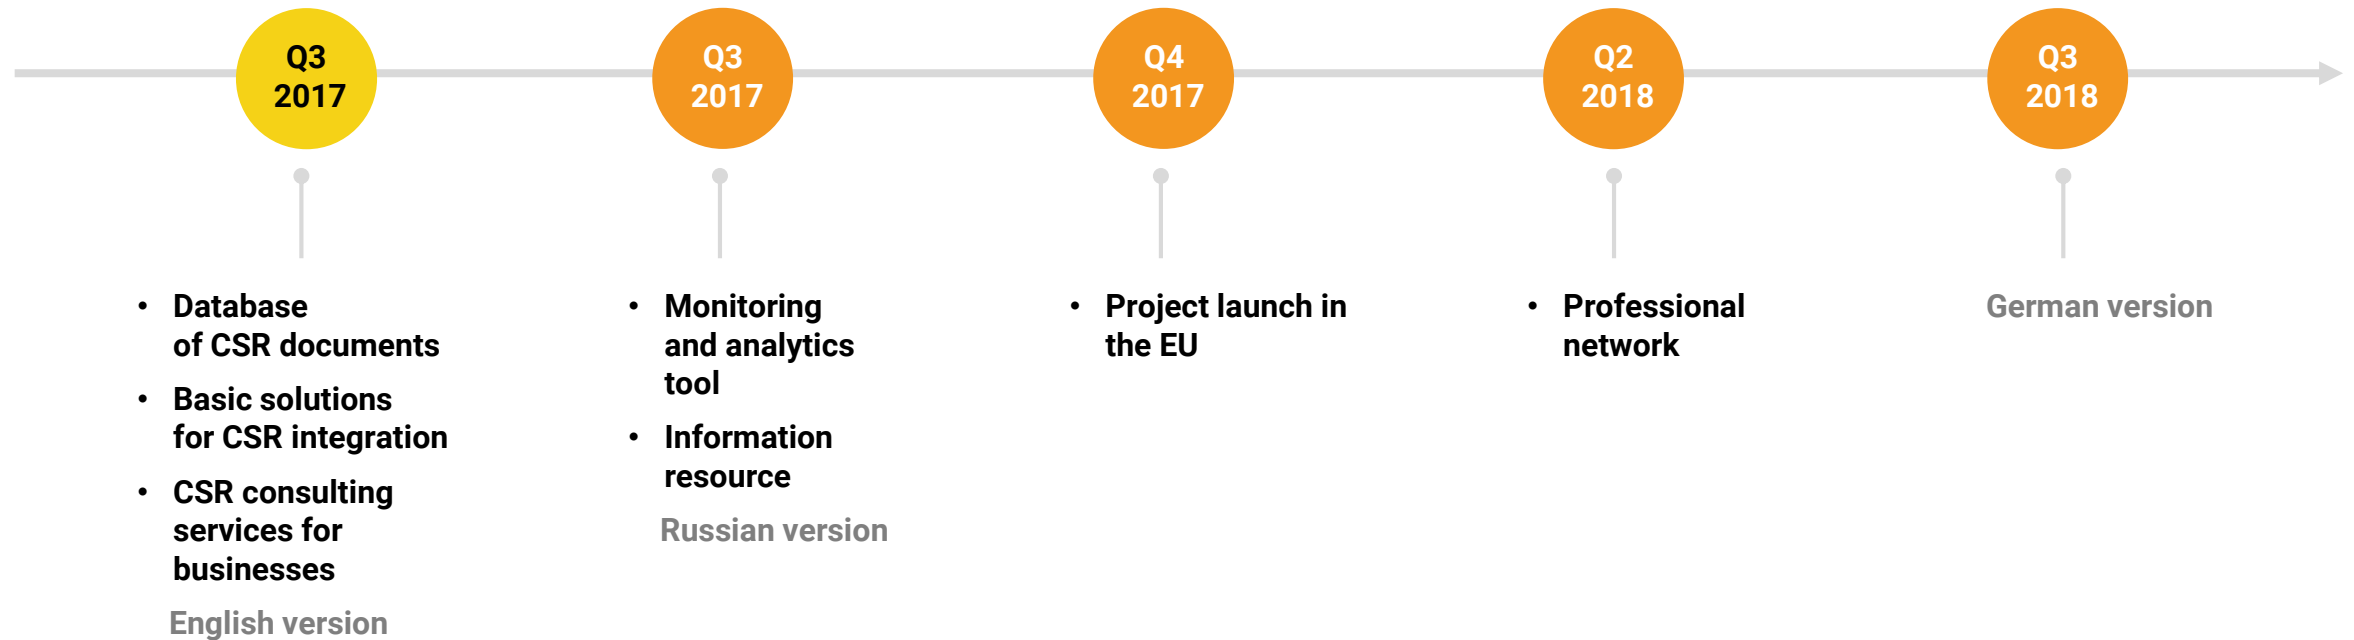 Q3
2017
Q3
2017
Q4
2017
Q2
2018
Q3
2018
• Database
of CSR documents
• Basic solutions
for CSR integration
• CSR consulting
services for
businesses
English version
• Monitoring
and analytics
tool
• Information
resource
Russian version
• Project launch in
the EU
• Professional
network
German version